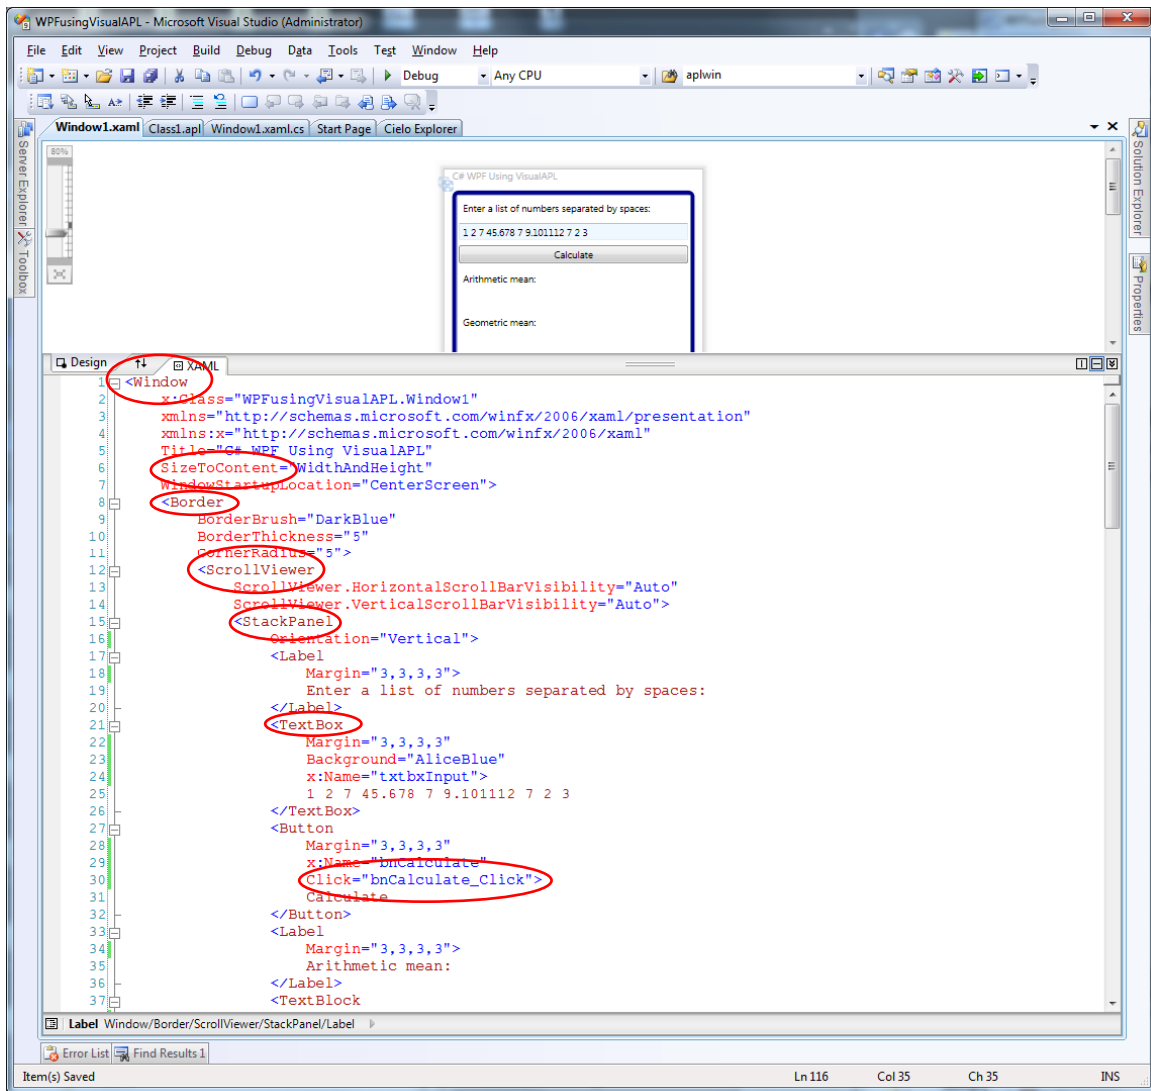 WPFusingVisualAPL - Microsoft Visual Studio (Administrator)
File Edit View Project Build Debug Data Tools Test Window Help
Debug Any CPU aplwin
Window1.xaml Class1.apl Window1.xaml.cs Start Page Cielo Explorer
Server Explorer
Toolbox
Solution Explorer
Properties
80%
C# WPF Using VisualAPL
Enter a list of numbers separated by spaces:
1 2 7 45.678 7 9.101112 7 2 3
Calculate
Arithmetic mean:
Geometric mean:
Design XAML
1 <Window
2 x:Class="WPFusingVisualAPL.Window1"
3 xmlns="http://schemas.microsoft.com/winfx/2006/xaml/presentation"
4 xmlns:x="http://schemas.microsoft.com/winfx/2006/xaml"
5 Title="C# WPF Using VisualAPL"
6 SizeToContent="WidthAndHeight"
7 WindowStartupLocation="CenterScreen">
8 <Border
9 BorderBrush="DarkBlue"
10 BorderThickness="5"
11 CornerRadius="5">
12 <ScrollViewer
13 ScrollViewer.HorizontalScrollBarVisibility="Auto"
14 ScrollViewer.VerticalScrollBarVisibility="Auto">
15 <StackPanel
16 Orientation="Vertical">
17 <Label
18 Margin="3,3,3,3">
19 Enter a list of numbers separated by spaces:
20 </Label>
21 <TextBox
22 Margin="3,3,3,3"
23 Background="AliceBlue"
24 x:Name="txtbxInput">
25 1 2 7 45.678 7 9.101112 7 2 3
26 </TextBox>
27 <Button
28 Margin="3,3,3,3"
29 x:Name="bnCalculate"
30 Click="bnCalculate_Click">
31 Calculate
32 </Button>
33 <Label
34 Margin="3,3,3,3">
35 Arithmetic mean:
36 </Label>
37 <TextBlock
Label Window/Border/ScrollViewer/StackPanel/Label
Error List Find Results 1
Item(s) Saved Ln 116 Col 35 Ch 35 INS